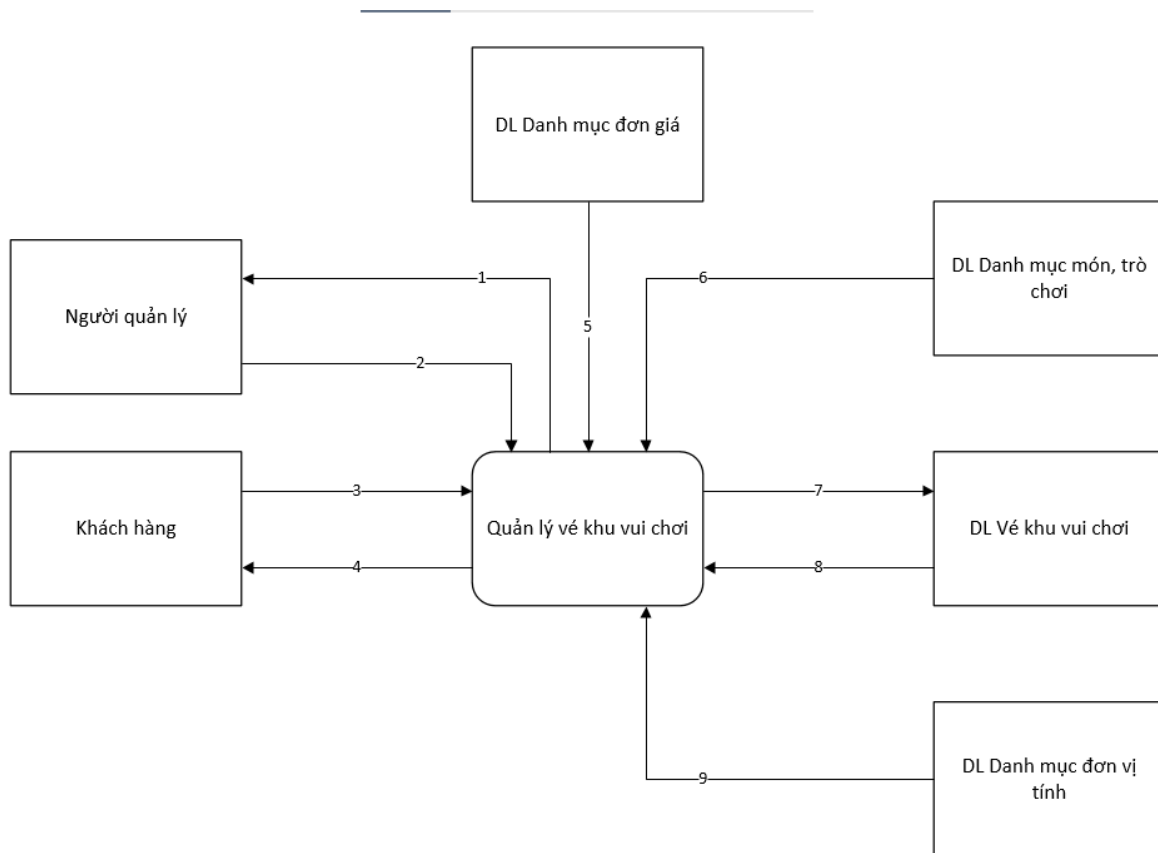 DL Danh mục đơn giá
DL Danh mục món, trò
chơi
1
6
Người quản lý
5
2
3
7
Khách hàng
Quản lý vé khu vui chơi
DL Vé khu vui chơi
4
8
DL Danh mục đơn vị
tính
9